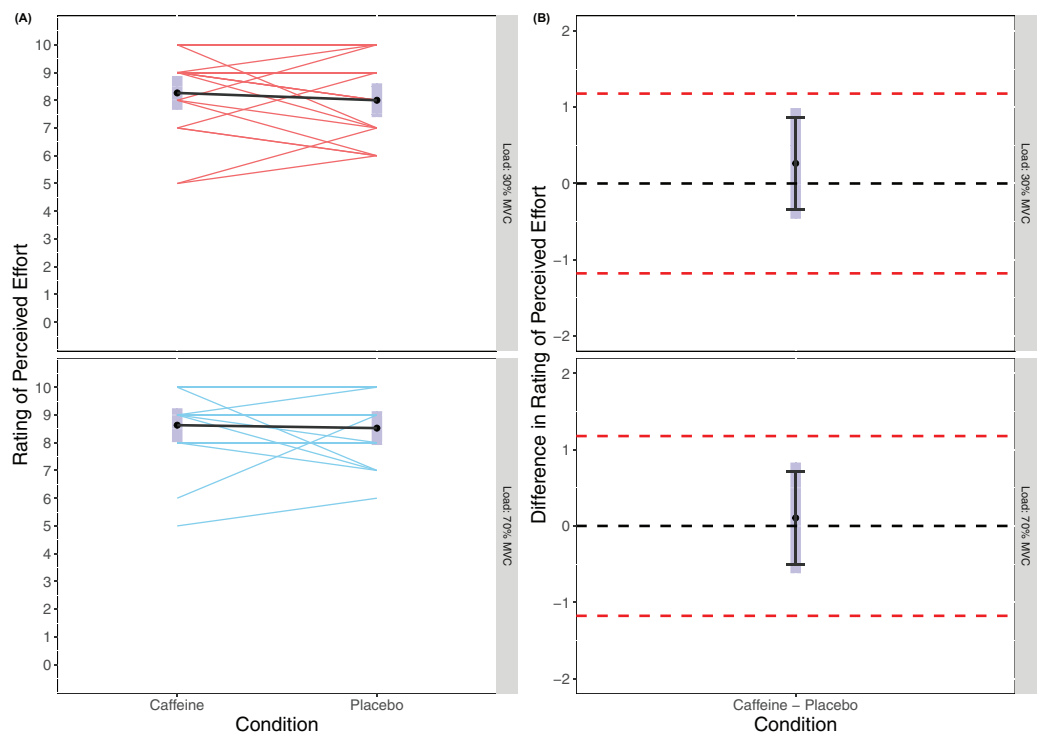 (A)
Rating of Perceived Effort
10
9
8
7
6
5
4
3
2
1
0
Load: 30% MVC
10
9
8
7
6
5
4
3
2
1
0
Load: 70% MVC
Caffeine
Placebo
Condition
(B)
Difference in Rating of Perceived Effort
2
1
0
−1
−2
Load: 30% MVC
2
1
0
−1
−2
Load: 70% MVC
Caffeine − Placebo
Condition